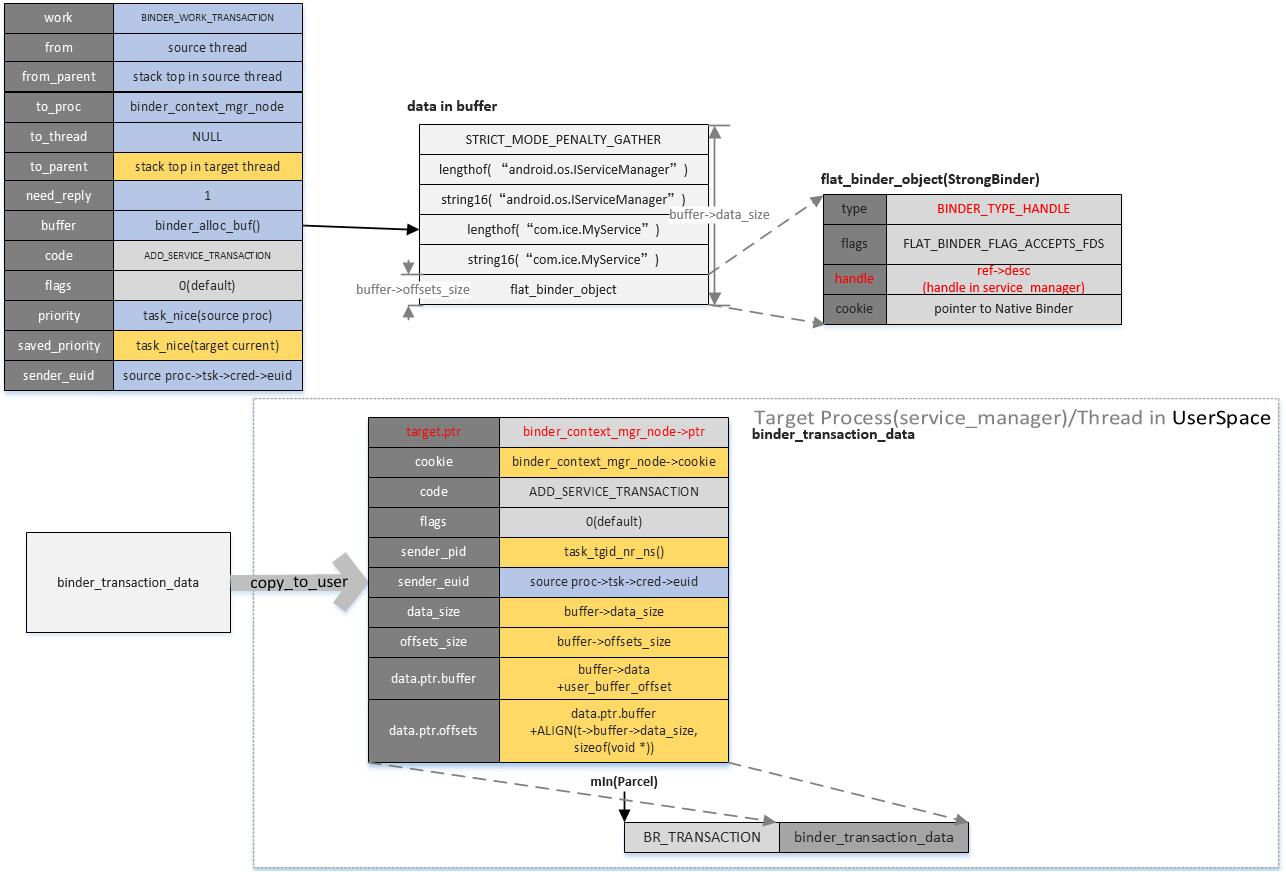 work BINDER_WORK_TRANSACTION
from source thread
from_parent stack top in source thread
to_proc binder_context_mgr_node
to_thread NULL
to_parent stack top in target thread
need_reply 1
buffer binder_alloc_buf()
code ADD_SERVICE_TRANSACTION
flags 0(default)
priority task_nice(source proc)
saved_priority task_nice(target current)
sender_euid source proc->tsk->cred->euid
data in buffer
STRICT_MODE_PENALTY_GATHER
lengthof( “android.os.IServiceManager” )
string16( “android.os.IServiceManager” )
buffer->data_size
lengthof( “com.ice.MyService” )
string16( “com.ice.MyService” )
buffer->offsets_size
flat_binder_object
flat_binder_object(StrongBinder)
type BINDER_TYPE_HANDLE
flags FLAT_BINDER_FLAG_ACCEPTS_FDS
handle ref->desc
(handle in service_manager)
cookie pointer to Native Binder
Target Process(service_manager)/Thread in UserSpace
binder_transaction_data
binder_transaction_data
copy_to_user
target.ptr binder_context_mgr_node->ptr
cookie binder_context_mgr_node->cookie
code ADD_SERVICE_TRANSACTION
flags 0(default)
sender_pid task_tgid_nr_ns()
sender_euid source proc->tsk->cred->euid
data_size buffer->data_size
offsets_size buffer->offsets_size
data.ptr.buffer buffer->data
+user_buffer_offset
data.ptr.offsets data.ptr.buffer
+ALIGN(t->buffer->data_size,
sizeof(void *))
mIn(Parcel)
BR_TRANSACTION binder_transaction_data